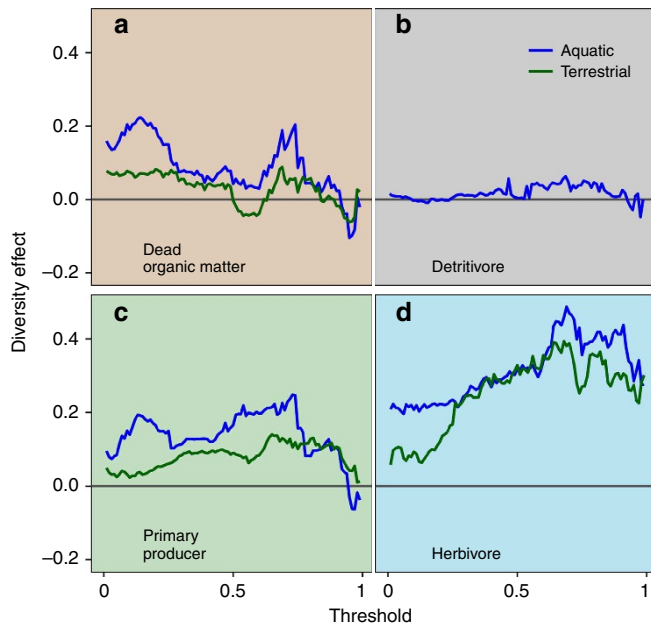 a
b
c
d
Aquatic
Terrestrial
0.4
0.2
0.0
−0.2
Dead
organic matter
Detritivore
Diversity effect
0.4
0.2
0.0
−0.2
Primary
producer
Herbivore
0
0.5
1
0
0.5
1
Threshold